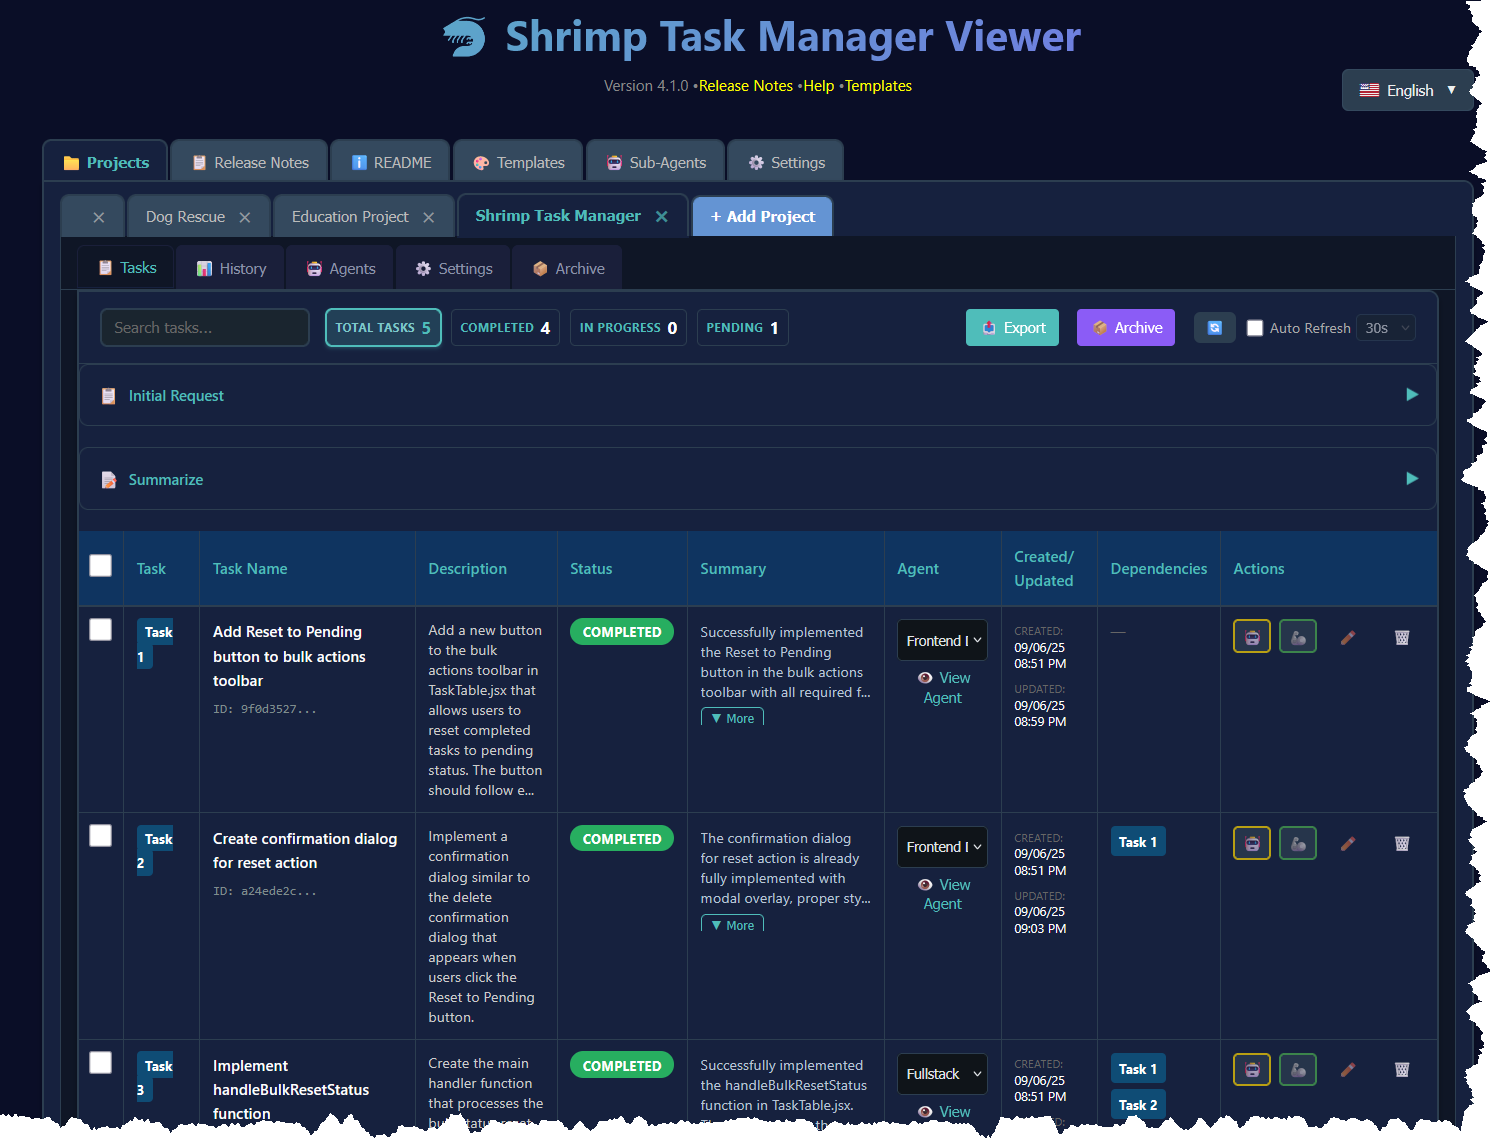 Shrimp Task Manager Viewer
Version 4.1.0 •Release Notes •Help •Templates
English ▼
Projects
Release Notes
README
Templates
Sub-Agents
Settings
×
Dog Rescue ×
Education Project ×
Shrimp Task Manager ×
+ Add Project
Tasks
History
Agents
Settings
Archive
Search tasks...
TOTAL TASKS 5
COMPLETED 4
IN PROGRESS 0
PENDING 1
Export
Archive
Auto Refresh
30s
Initial Request
Summarize
Task
Task Name
Description
Status
Summary
Agent
Created/
Updated
Dependencies
Actions
Task
1
Add Reset to Pending
button to bulk actions
toolbar
ID: 9f0d3527...
Add a new button
to the bulk
actions toolbar in
TaskTable.jsx that
allows users to
reset completed
tasks to pending
status. The button
should follow e...
COMPLETED
Successfully implemented
the Reset to Pending
button in the bulk actions
toolbar with all required f...
▼ More
Frontend
View
Agent
CREATED:
09/06/25
08:51 PM
UPDATED:
09/06/25
08:59 PM
—
Task
2
Create confirmation dialog
for reset action
ID: a24ede2c...
Implement a
confirmation
dialog similar to
the delete
confirmation
dialog that
appears when
users click the
Reset to Pending
button.
COMPLETED
The confirmation dialog
for reset action is already
fully implemented with
modal overlay, proper sty...
▼ More
Frontend
View
Agent
CREATED:
09/06/25
08:51 PM
UPDATED:
09/06/25
09:03 PM
Task 1
Task
3
Implement
handleBulkResetStatus
function
Create the main
handler function
that processes the
COMPLETED
Successfully implemented
the handleBulkResetStatus
function in TaskTable.jsx.
Fullstack
View
CREATED:
09/06/25
08:51 PM
Task 1
Task 2